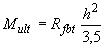 M_ult = R_fbt h²/3,5